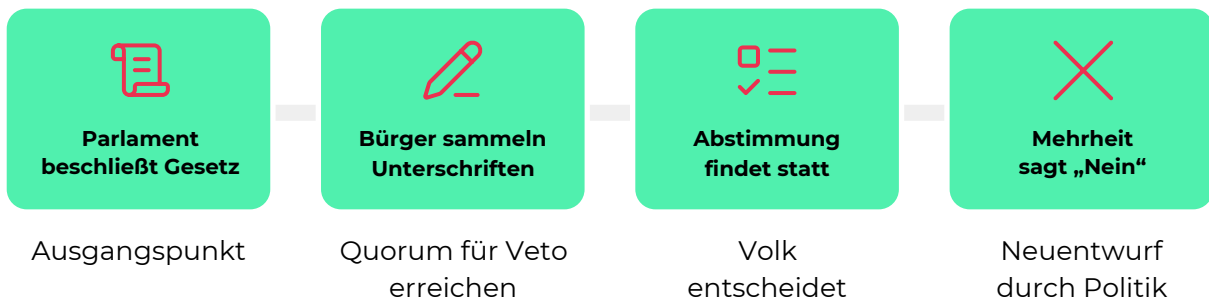 Parlament
beschließt Gesetz
Bürger sammeln
Unterschriften
Abstimmung
findet statt
Mehrheit
sagt „Nein“
Ausgangspunkt
Quorum für Veto
erreichen
Volk
entscheidet
Neuentwurf
durch Politik